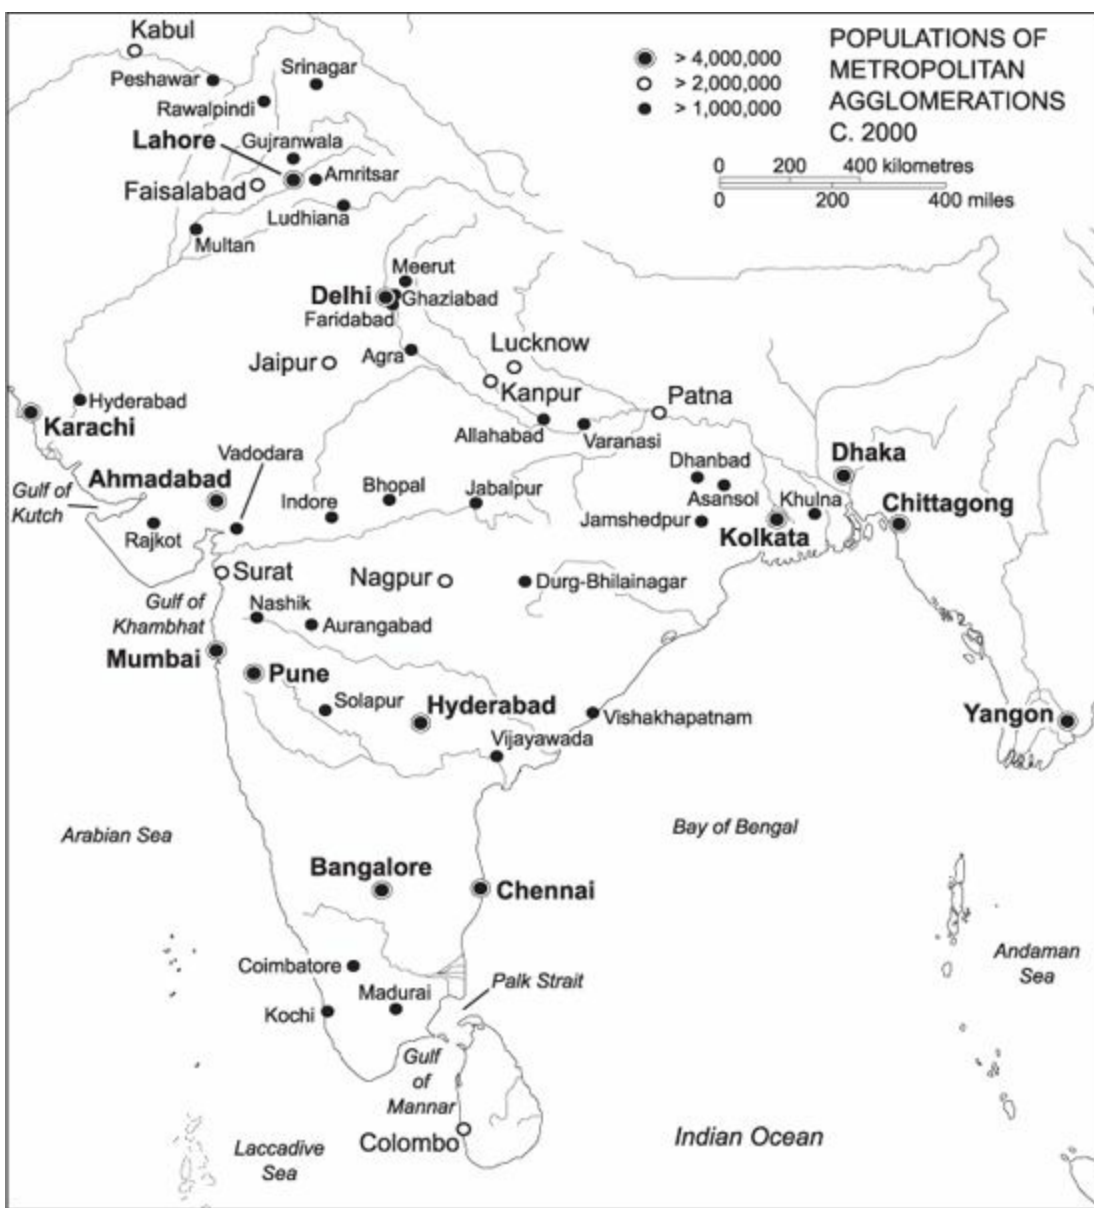 POPULATIONS OF
METROPOLITAN
AGGLOMERATIONS
C. 2000
> 4,000,000
> 2,000,000
> 1,000,000
0 200 400 kilometres
0 200 400 miles
Kabul
Peshawar
Srinagar
Rawalpindi
Lahore
Gujranwala
Faisalabad
Amritsar
Ludhiana
Multan
Meerut
Delhi
Ghaziabad
Faridabad
Lucknow
Jaipur
Agra
Kanpur
Patna
Hyderabad
Karachi
Allahabad
Varanasi
Vadodara
Dhaka
Dhanbad
Ahmadabad
Gulf of
Kutch
Bhopal
Jabalpur
Indore
Asansol
Khulna
Chittagong
Rajkot
Jamshedpur
Kolkata
Surat
Nagpur
Durg-Bhilainagar
Gulf of
Khambhat
Nashik
Aurangabad
Mumbai
Pune
Solapur
Hyderabad
Vishakhapatnam
Yangon
Vijayawada
Arabian Sea
Bay of Bengal
Bangalore
Chennai
Coimbatore
Andaman
Sea
Palk Strait
Madurai
Kochi
Gulf
of
Mannar
Colombo
Indian Ocean
Laccadive
Sea